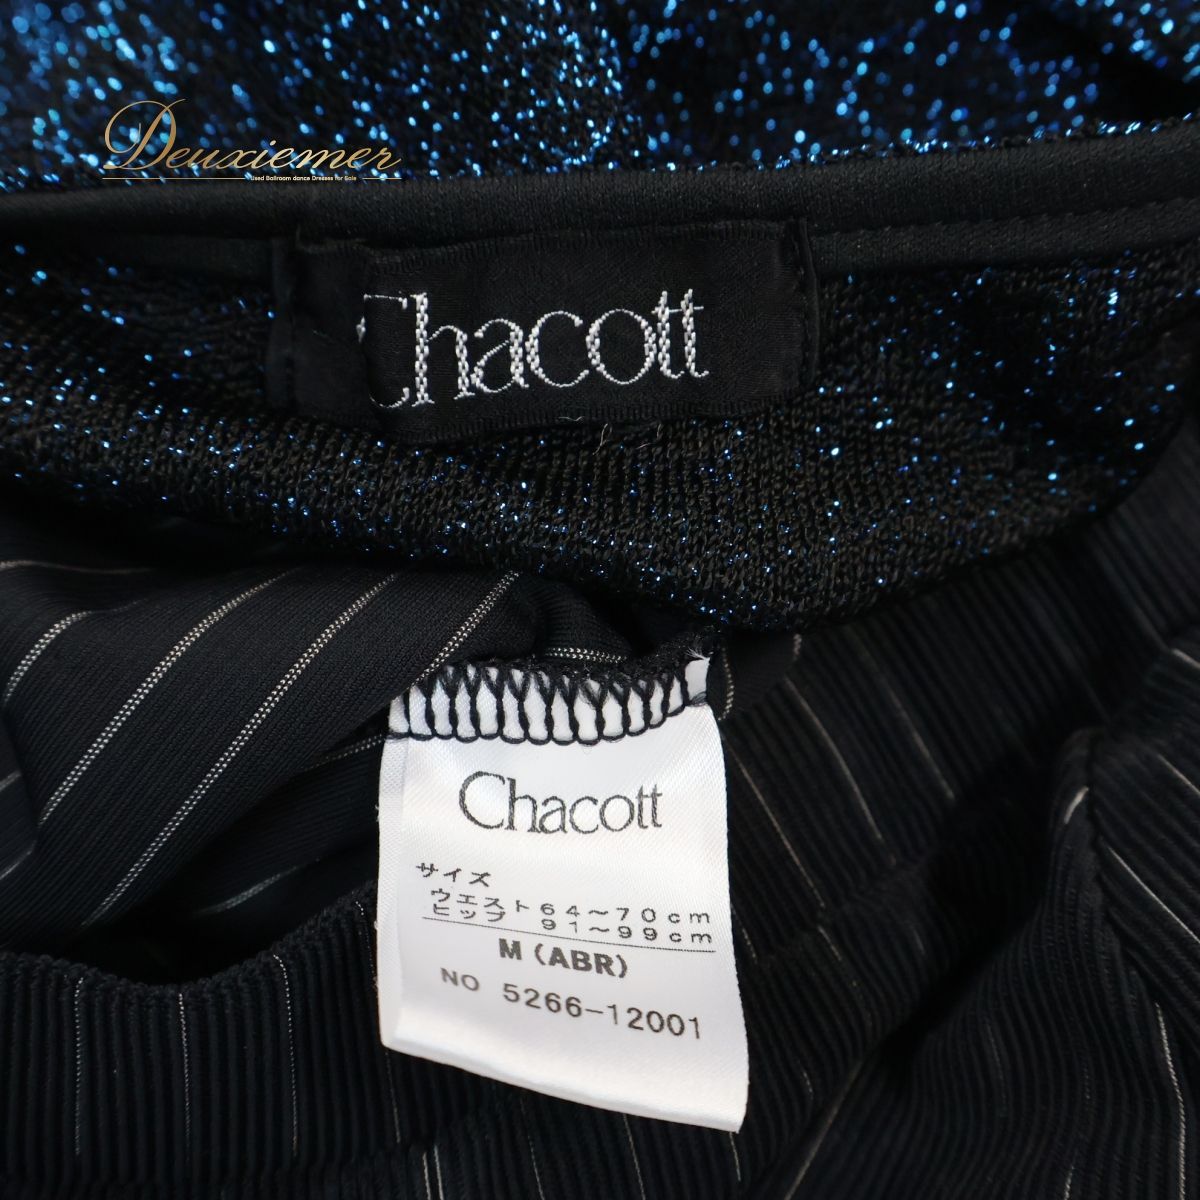 Deuxiemer
Used Ballroom dance Dresses for Sale
Chacott
Chacott
サイズ
ウエスト64～70cm
ヒップ 91～99cm
M(ABR)
NO 5266-12001